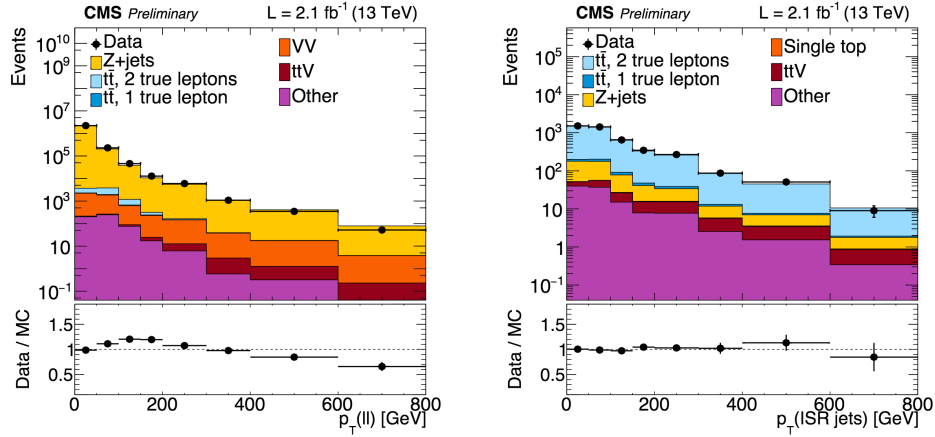 CMS Preliminary L = 2.1 fb⁻¹ (13 TeV)
Events
10¹⁰
10⁷
10⁵
10³
10
10⁻¹
Data
Z+jets
tt̄, 2 true leptons
tt̄, 1 true lepton
VV
ttV
Other
Data / MC
1.5
1
0.5
0 200 400 600 800
p_T(ll) [GeV]
CMS Preliminary L = 2.1 fb⁻¹ (13 TeV)
Events
10⁵
10⁴
10³
10²
10
1
10⁻¹
Data
tt̄, 2 true leptons
tt̄, 1 true lepton
Z+jets
Single top
ttV
Other
Data / MC
1.5
1
0.5
0 200 400 600 800
p_T(ISR jets) [GeV]